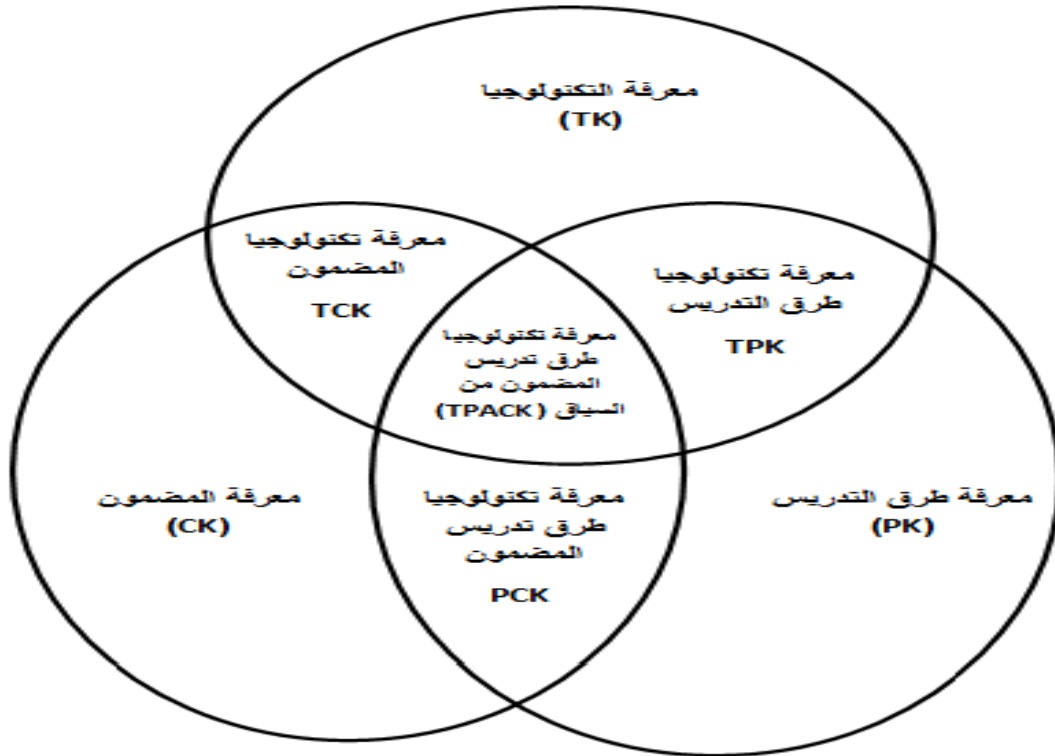 معرفة التكنولوجيا
(TK)
معرفة تكنولوجيا
المضمون
TCK
معرفة تكنولوجيا
طرق التدريس
TPK
معرفة تكنولوجيا
طرق تدريس
المضمون من
السياق (TPACK)
معرفة المضمون
(CK)
معرفة تكنولوجيا
طرق تدريس
المضمون
PCK
معرفة طرق التدريس
(PK)